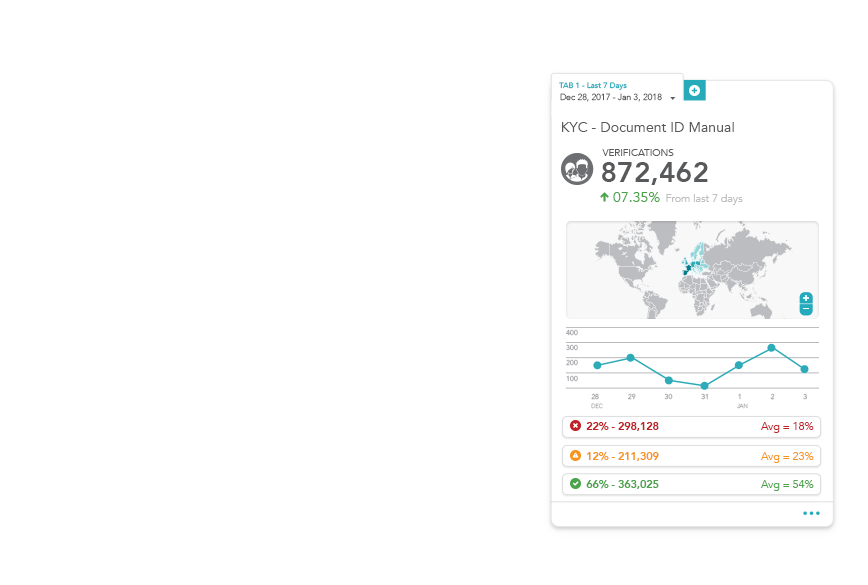 TAB 1 - Last 7 Days
Dec 28, 2017 - Jan 3, 2018
KYC - Document ID Manual
VERIFICATIONS
872,462
07.35% From last 7 days
400
300
200
100
28 29 30 31 1 2 3
DEC JAN
22% - 298,128 Avg = 18%
12% - 211,309 Avg = 23%
66% - 363,025 Avg = 54%